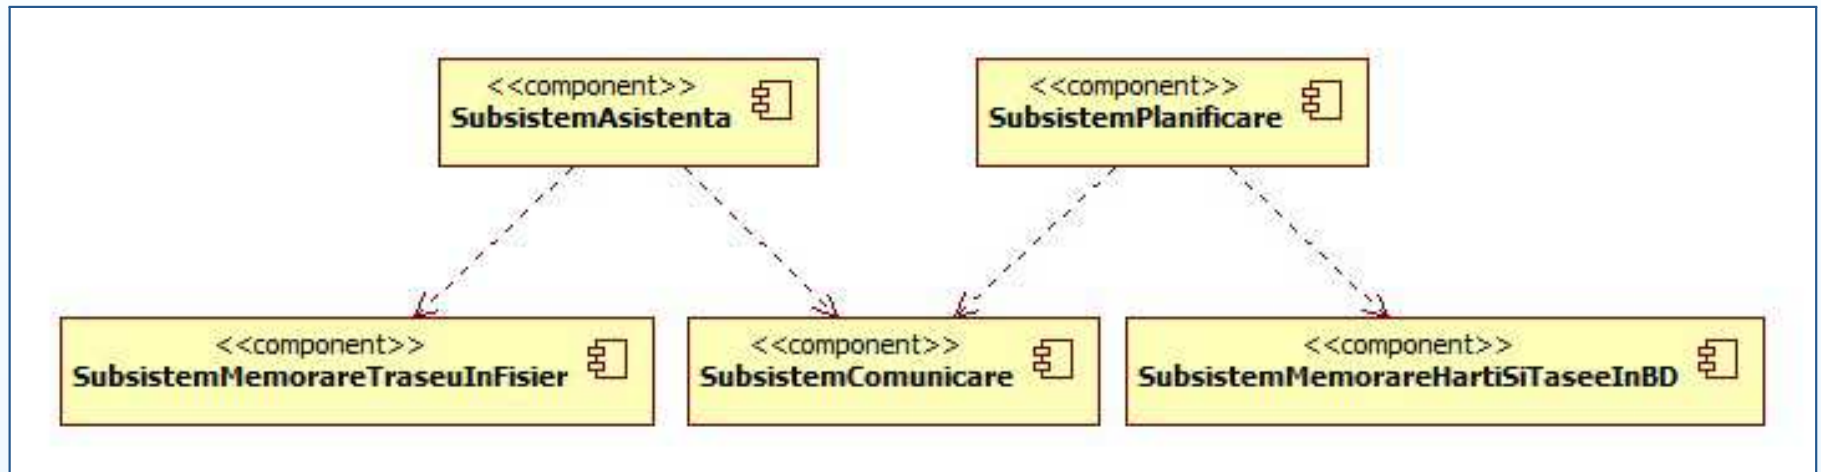 <<component>>
SubsistemAsistenta
<<component>>
SubsistemPlanificare
<<component>>
SubsistemMemorareTraseuInFisier
<<component>>
SubsistemComunicare
<<component>>
SubsistemMemorareHartiSiTaseeInBD